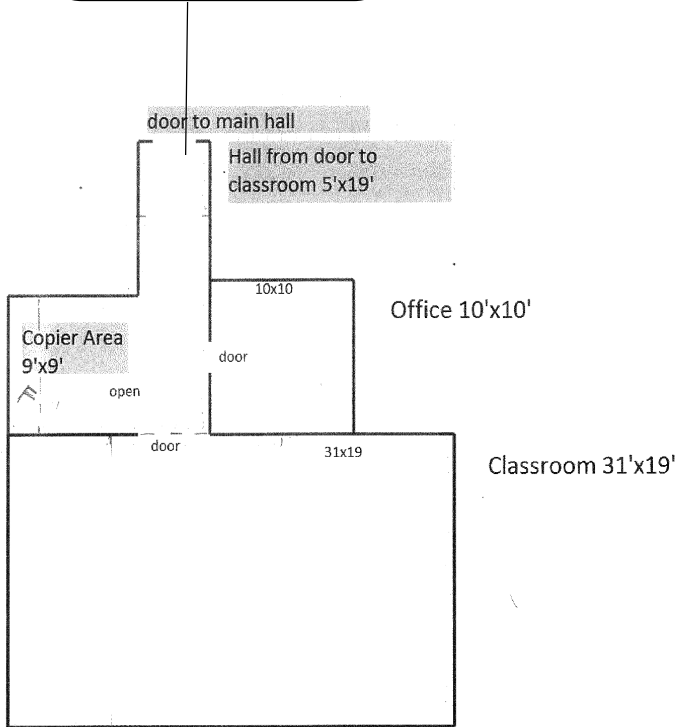 door to main hall
Hall from door to
classroom 5'x19'
10x10
Office 10'x10'
Copier Area
9'x9'
door
open
door
31x19
Classroom 31'x19'